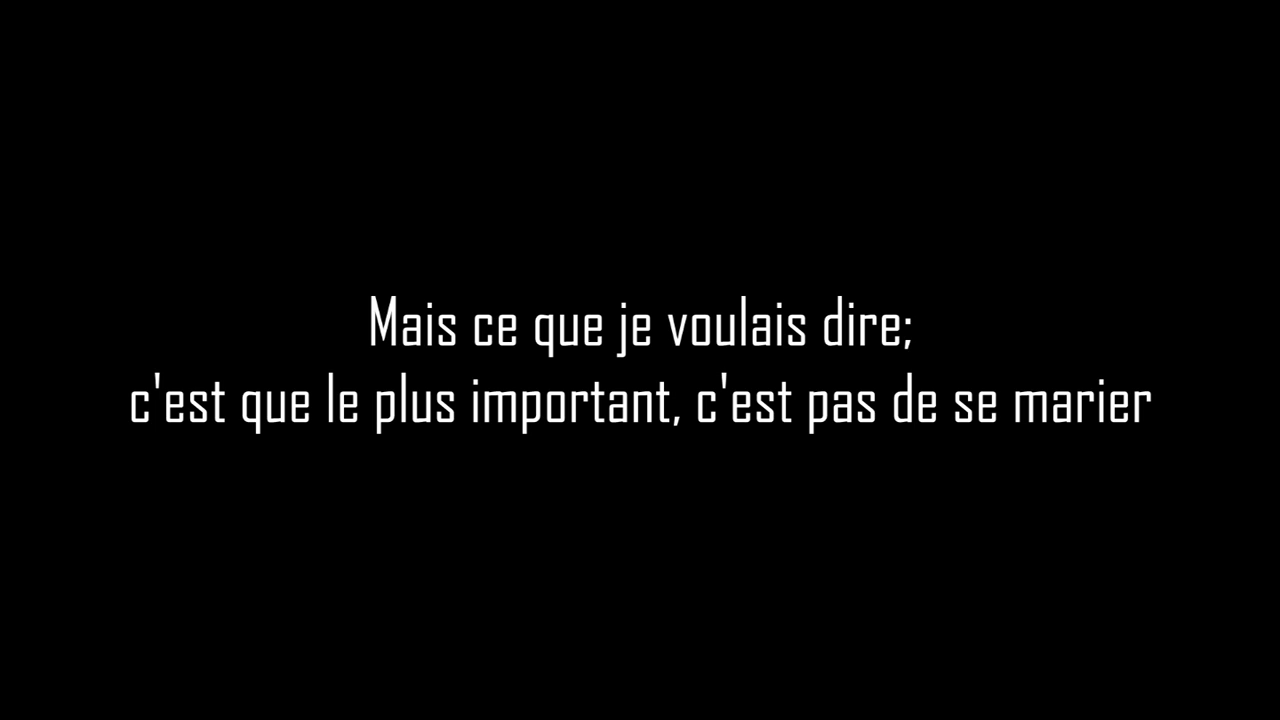 Mais ce que je voulais dire;
c'est que le plus important, c'est pas de se marier